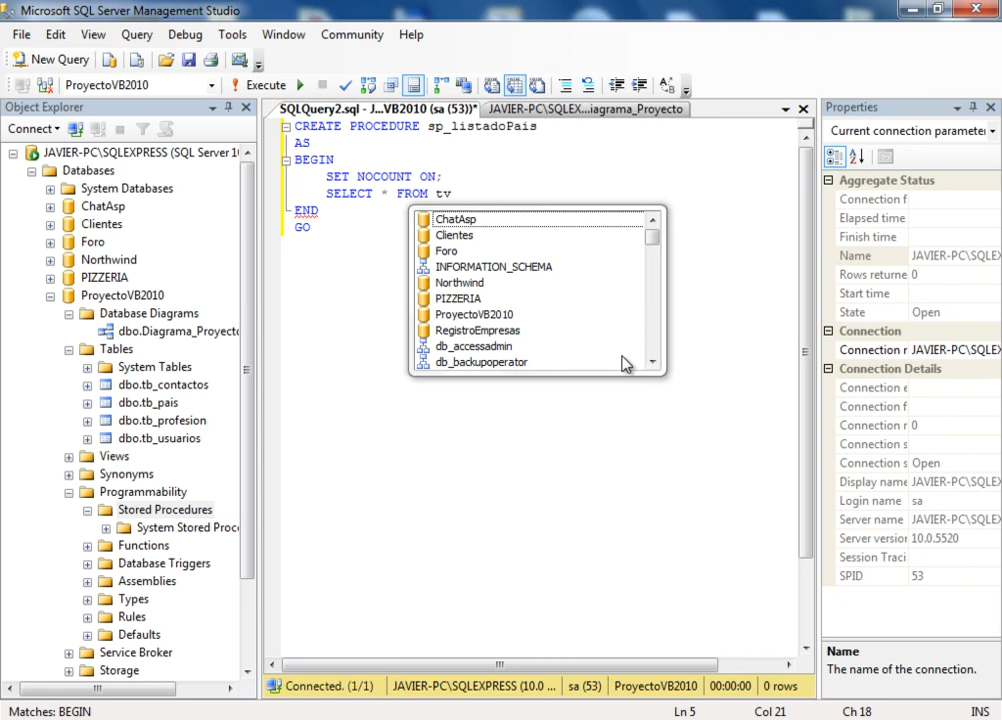 Microsoft SQL Server Management Studio
File Edit View Query Debug Tools Window Community Help
New Query
ProyectoVB2010 Execute
Object Explorer
Connect
JAVIER-PC\SQLEXPRESS (SQL Server 10
Databases
System Databases
ChatAsp
Clientes
Foro
Northwind
PIZZERIA
ProyectoVB2010
Database Diagrams
dbo.Diagrama_Proyecto
Tables
System Tables
dbo.tb_contactos
dbo.tb_pais
dbo.tb_profesion
dbo.tb_usuarios
Views
Synonyms
Programmability
Stored Procedures
System Stored Proc
Functions
Database Triggers
Assemblies
Types
Rules
Defaults
Service Broker
Storage
SQLQuery2.sql - J...VB2010 (sa (53))* JAVIER-PC\SQLEX...iagrama_Proyecto
CREATE PROCEDURE sp_listadoPais
AS
BEGIN
SET NOCOUNT ON;
SELECT * FROM tv
END
GO
ChatAsp
Clientes
Foro
INFORMATION_SCHEMA
Northwind
PIZZERIA
ProyectoVB2010
RegistroEmpresas
db_accessadmin
db_backupoperator
Connected. (1/1) JAVIER-PC\SQLEXPRESS (10.0 ... sa (53) ProyectoVB2010 00:00:00 0 rows
Properties
Current connection parameter
Aggregate Status
Connection f
Elapsed time
Finish time
Name JAVIER-PC\SQLEX
Rows returne 0
Start time
State Open
Connection
Connection r JAVIER-PC\SQLEX
Connection Details
Connection e
Connection f
Connection r 0
Connection s
Connection s Open
Display name JAVIER-PC\SQLEX
Login name sa
Server name JAVIER-PC\SQLEX
Server version 10.0.5520
Session Traci
SPID 53
Name
The name of the connection.
Matches: BEGIN Ln 5 Col 21 Ch 18 INS